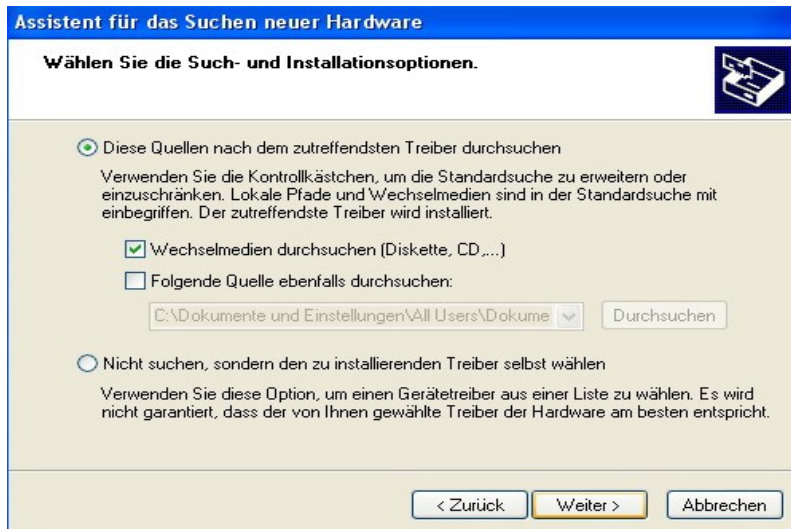 Assistent für das Suchen neuer Hardware
Wählen Sie die Such- und Installationsoptionen.
Diese Quellen nach dem zutreffendsten Treiber durchsuchen
Verwenden Sie die Kontrollkästchen, um die Standardsuche zu erweitern oder
einzuschränken. Lokale Pfade und Wechselmedien sind in der Standardsuche mit
einbegriffen. Der zutreffendste Treiber wird installiert.
Wechselmedien durchsuchen (Diskette, CD,...)
Folgende Quelle ebenfalls durchsuchen:
C:\Dokumente und Einstellungen\All Users\Dokume Durchsuchen
Nicht suchen, sondern den zu installierenden Treiber selbst wählen
Verwenden Sie diese Option, um einen Gerätetreiber aus einer Liste zu wählen. Es wird
nicht garantiert, dass der von Ihnen gewählte Treiber der Hardware am besten entspricht.
< Zurück Weiter > Abbrechen